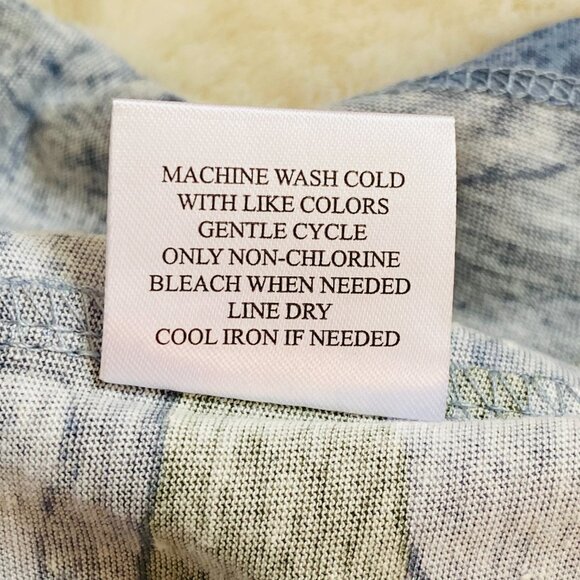 MACHINE WASH COLD
WITH LIKE COLORS
GENTLE CYCLE
ONLY NON-CHLORINE
BLEACH WHEN NEEDED
LINE DRY
COOL IRON IF NEEDED